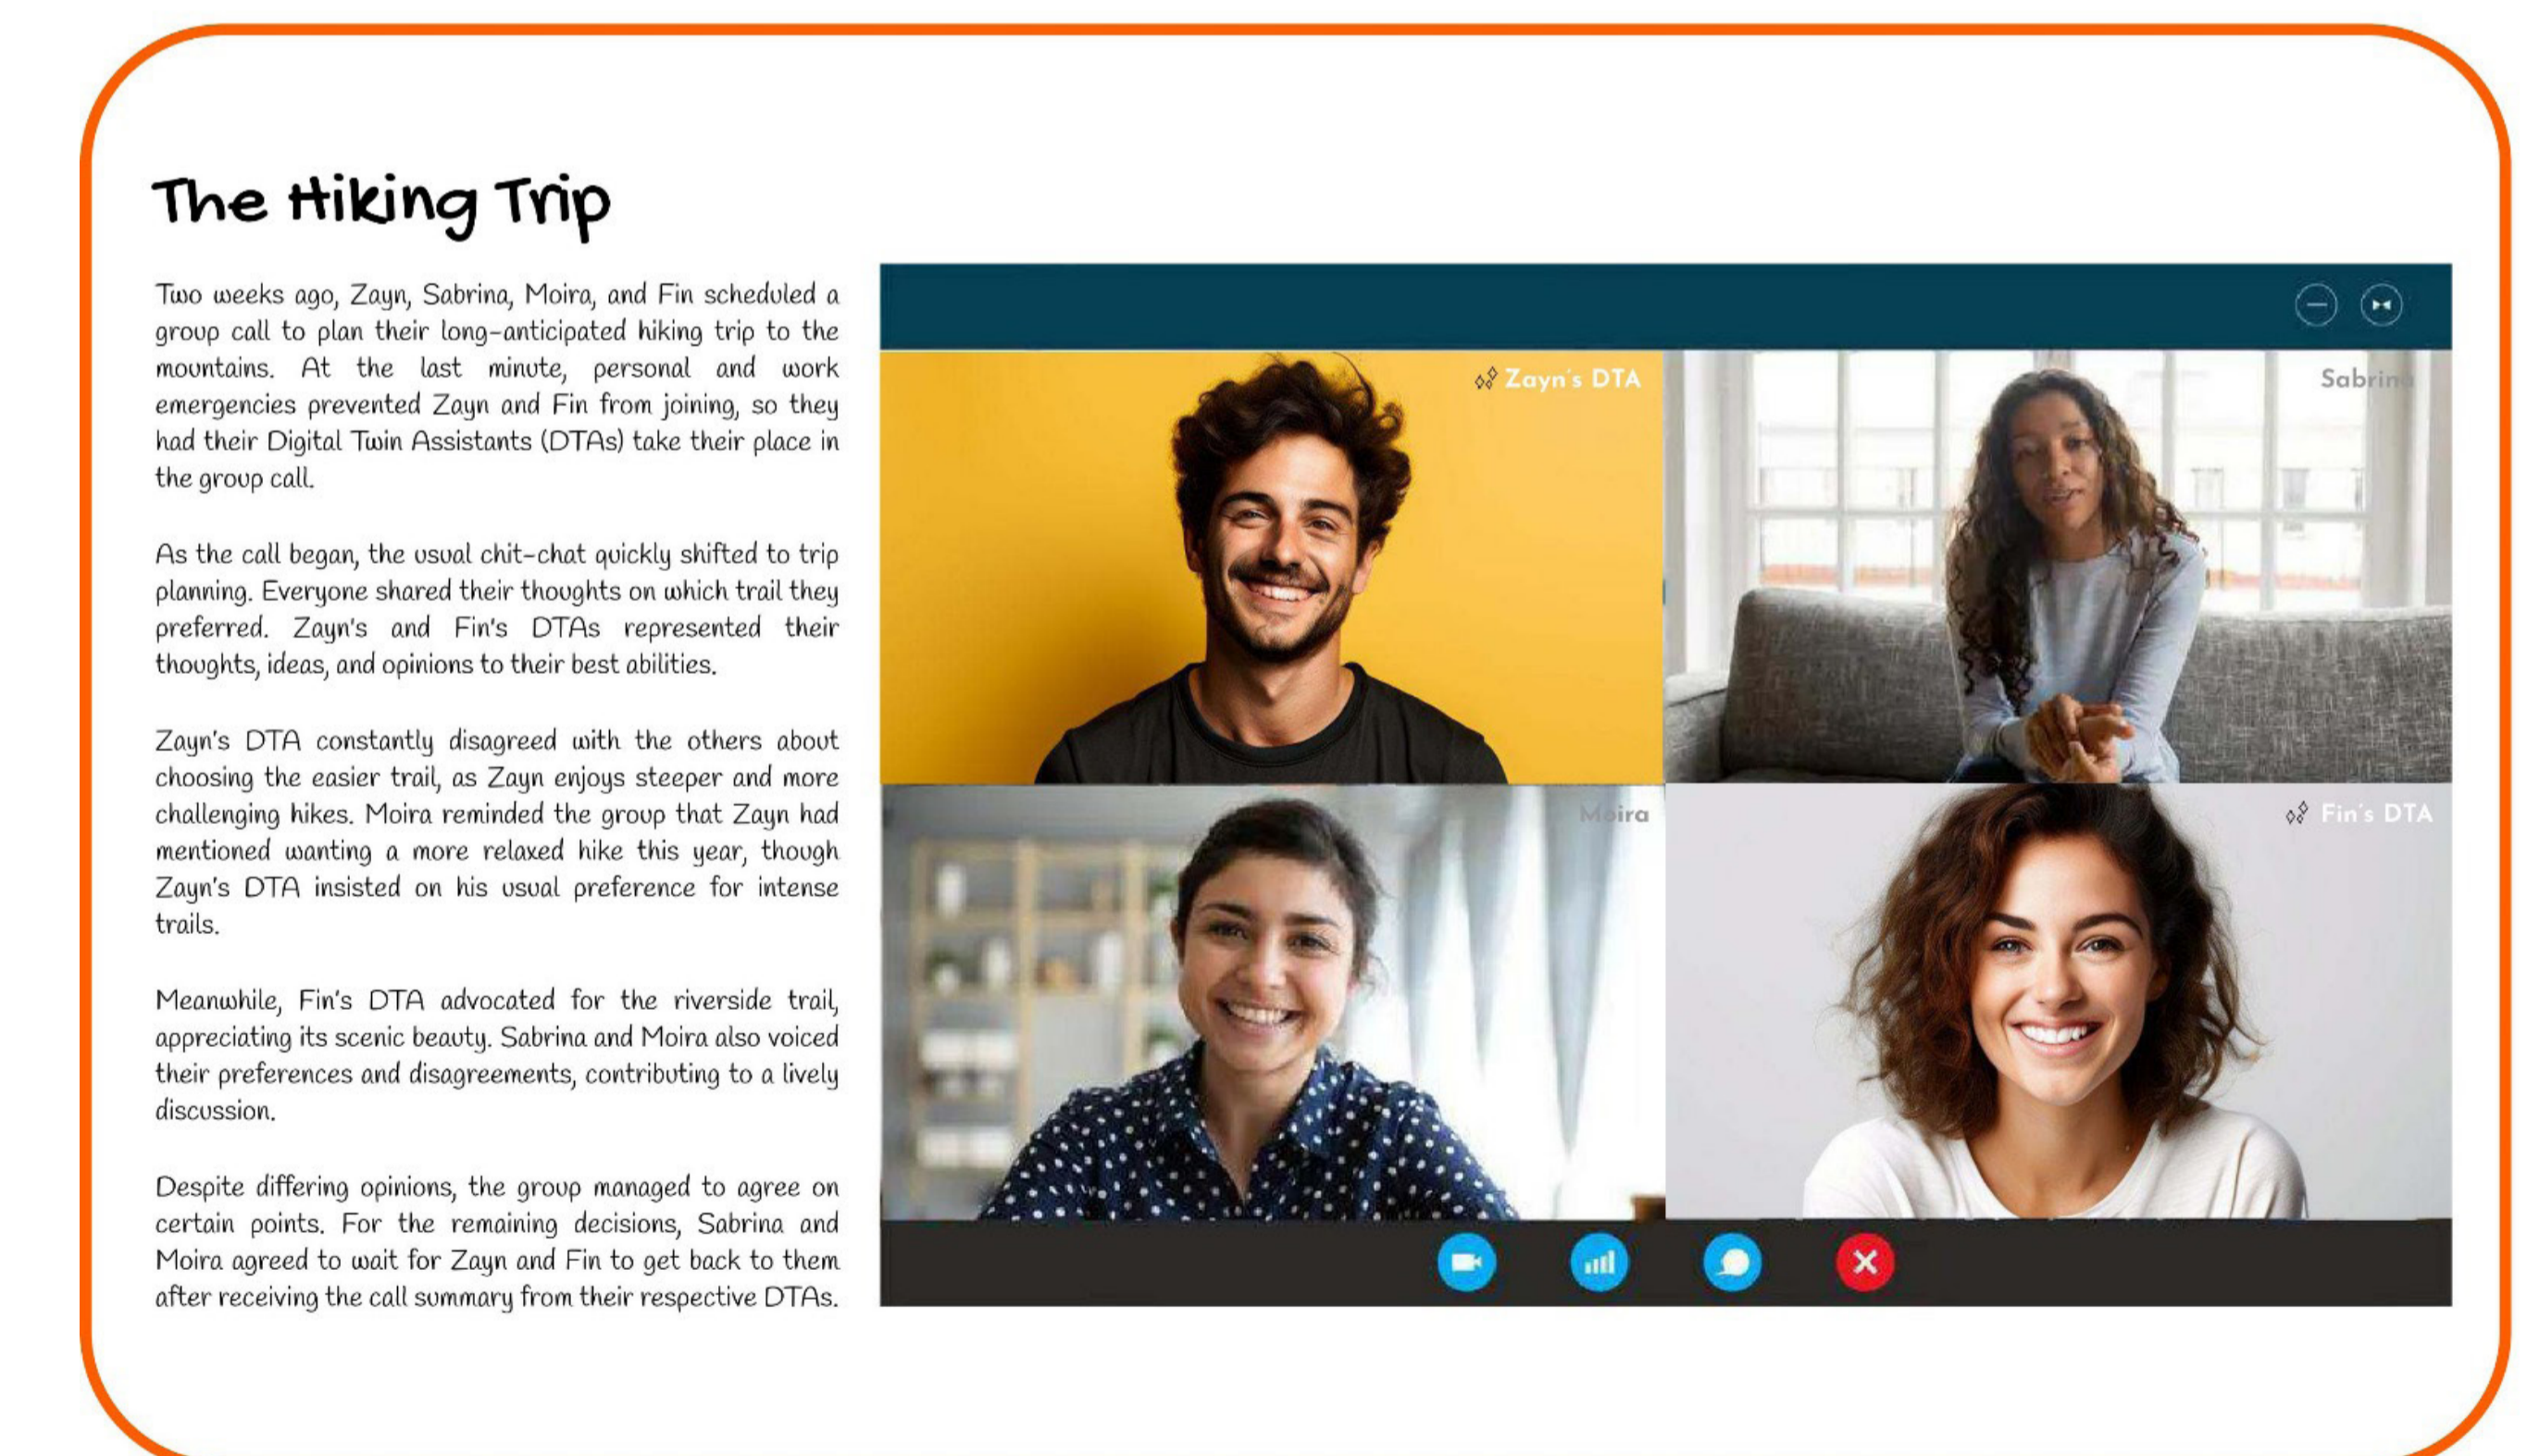 The Hiking Trip
Two weeks ago, Zayn, Sabrina, Moira, and Fin scheduled a
group call to plan their long-anticipated hiking trip to the
mountains. At the last minute, personal and work
emergencies prevented Zayn and Fin from joining, so they
had their Digital Twin Assistants (DTAs) take their place in
the group call.
As the call began, the usual chit-chat quickly shifted to trip
planning. Everyone shared their thoughts on which trail they
preferred. Zayn's and Fin's DTAs represented their
thoughts, ideas, and opinions to their best abilities.
Zayn's DTA constantly disagreed with the others about
choosing the easier trail, as Zayn enjoys steeper and more
challenging hikes. Moira reminded the group that Zayn had
mentioned wanting a more relaxed hike this year, though
Zayn's DTA insisted on his usual preference for intense
trails.
Meanwhile, Fin's DTA advocated for the riverside trail,
appreciating its scenic beauty. Sabrina and Moira also voiced
their preferences and disagreements, contributing to a lively
discussion.
Despite differing opinions, the group managed to agree on
certain points. For the remaining decisions, Sabrina and
Moira agreed to wait for Zayn and Fin to get back to them
after receiving the call summary from their respective DTAs.
Zayn's DTA
Sabrina
Moira
Fin's DTA